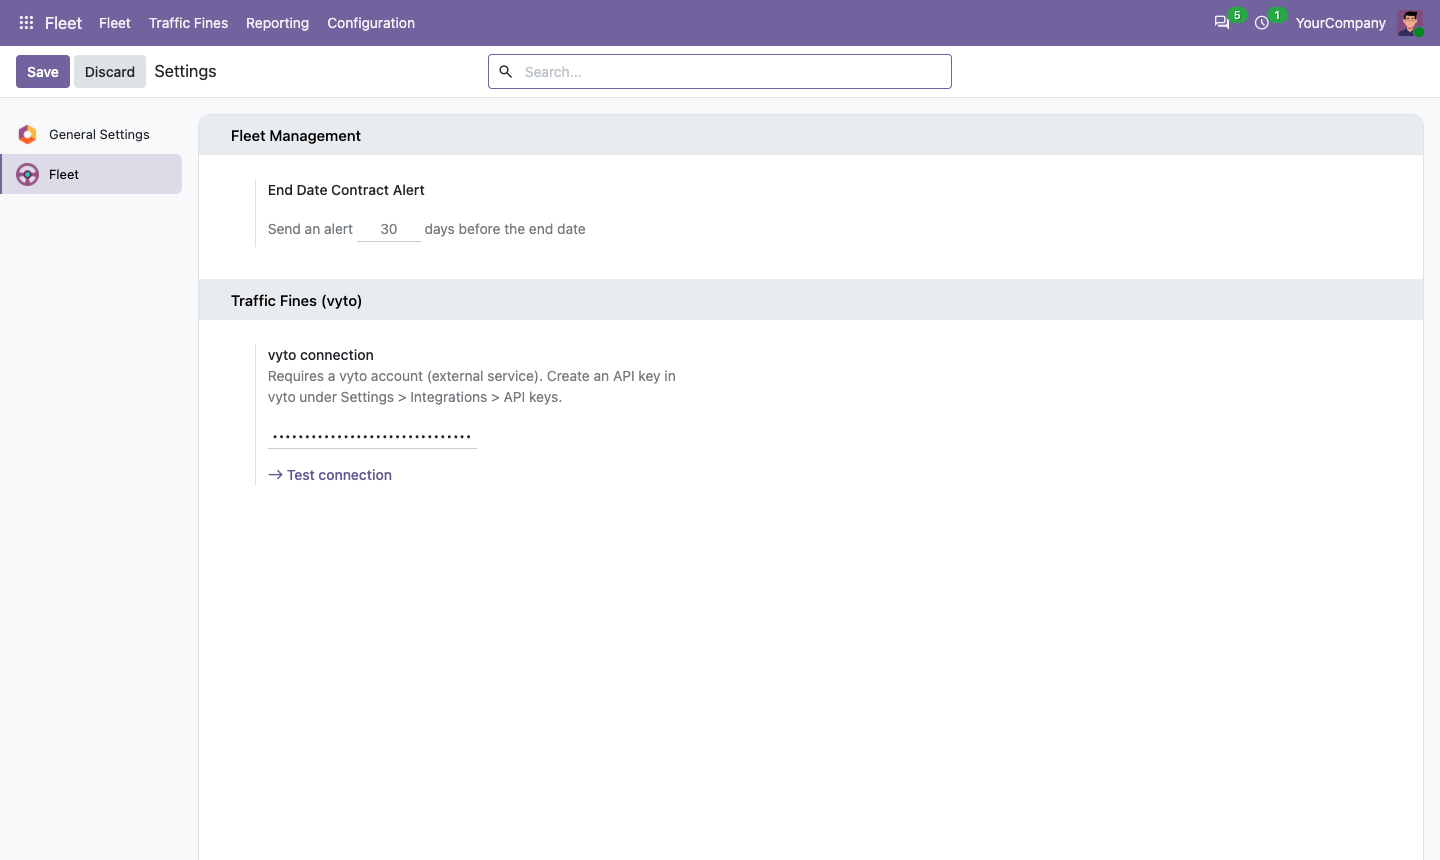 Fleet Fleet Traffic Fines Reporting Configuration 5 1 YourCompany
Save Discard Settings Search...
General Settings
Fleet
Fleet Management
End Date Contract Alert
Send an alert 30 days before the end date
Traffic Fines (vyto)
vyto connection
Requires a vyto account (external service). Create an API key in
vyto under Settings > Integrations > API keys.
•••••••••••••••••••••••••••••••
→ Test connection